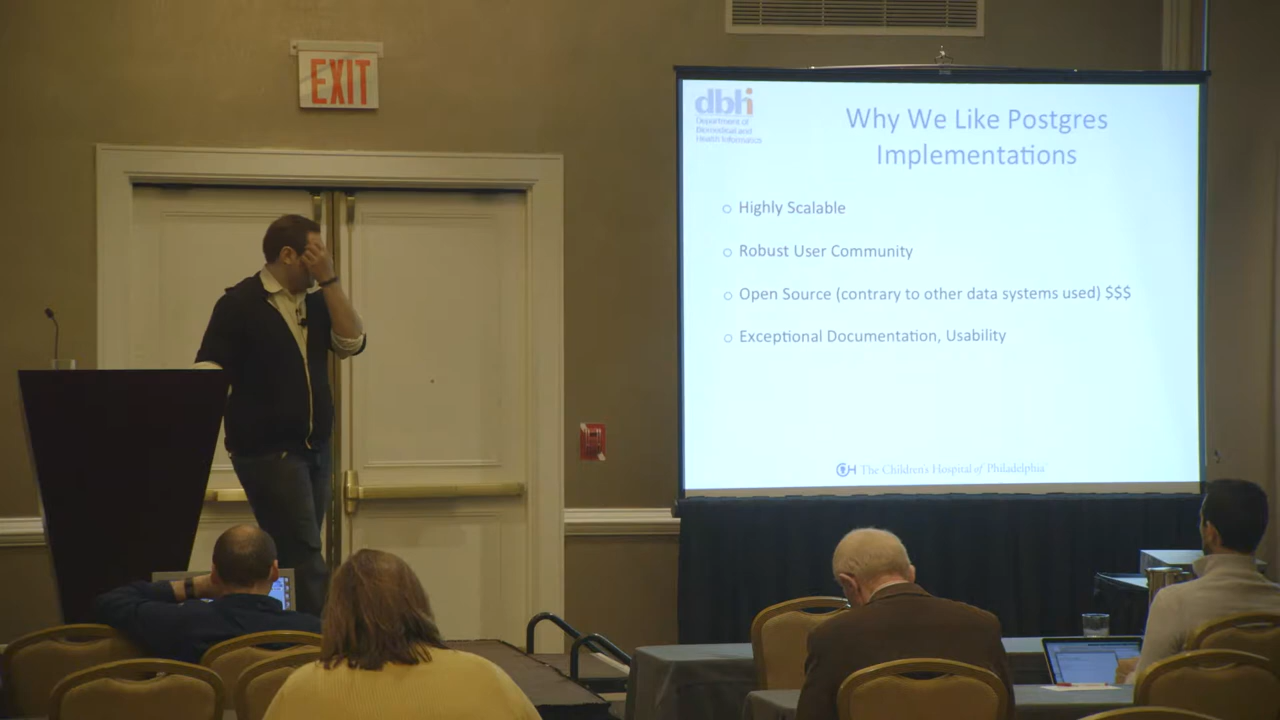 EXIT
dbhi
Department of
Biomedical and
Health Informatics
Why We Like Postgres
Implementations
Highly Scalable
Robust User Community
Open Source (contrary to other data systems used) $$$
Exceptional Documentation, Usability
CH The Children's Hospital of Philadelphia